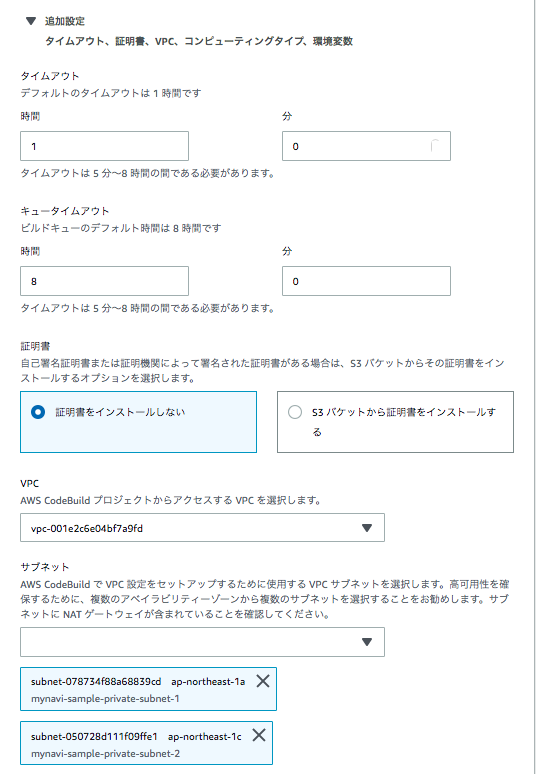 追加設定
タイムアウト、証明書、VPC、コンピューティングタイプ、環境変数
タイムアウト
デフォルトのタイムアウトは 1 時間です
時間
分
1
0
タイムアウトは 5 分〜8 時間の間である必要があります。
キュータイムアウト
ビルドキューのデフォルト時間は 8 時間です
時間
分
8
0
タイムアウトは 5 分〜8 時間の間である必要があります。
証明書
自己署名証明書または証明機関によって署名された証明書がある場合は、S3 バケットからその証明書をイン
ストールするオプションを選択します。
証明書をインストールしない
S3 バケットから証明書をインストールす
る
VPC
AWS CodeBuild プロジェクトからアクセスする VPC を選択します。
vpc-001e2c6e04bf7a9fd
サブネット
AWS CodeBuild で VPC 設定をセットアップするために使用する VPC サブネットを選択します。高可用性を確
保するために、複数のアベイラビリティーゾーンから複数のサブネットを選択することをお勧めします。サブ
ネットに NAT ゲートウェイが含まれていることを確認してください。
subnet-078734f88a68839cd ap-northeast-1a
mynavi-sample-private-subnet-1
subnet-050728d111f09ffe1 ap-northeast-1c
mynavi-sample-private-subnet-2